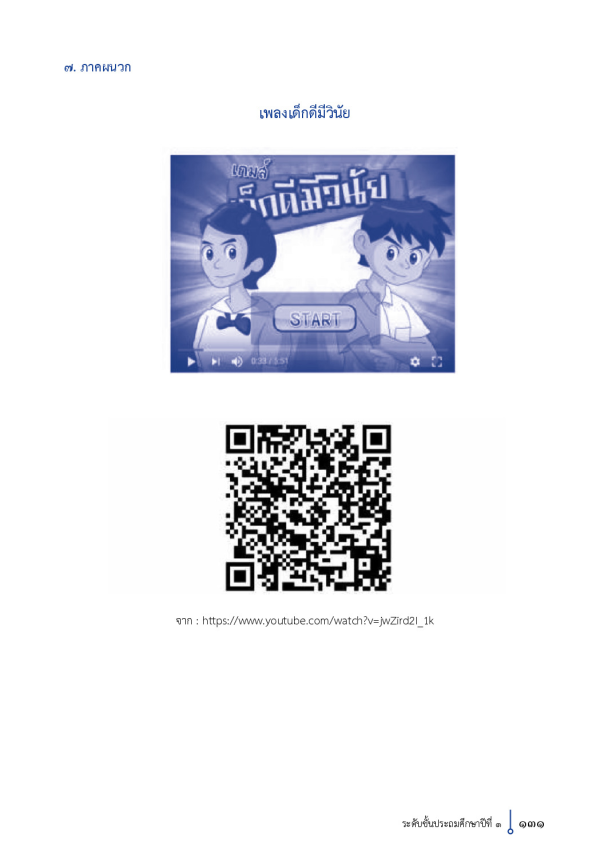 ๗. ภาคผนวก
เพลงเด็กดีมีวินัย
เกมส์
เด็กดีมีวินัย
START
0:33 / 3:51
จาก : https://www.youtube.com/watch?v=jwZird2I_1k
ระดับชั้นประถมศึกษาปีที่ ๑
๑๓๑